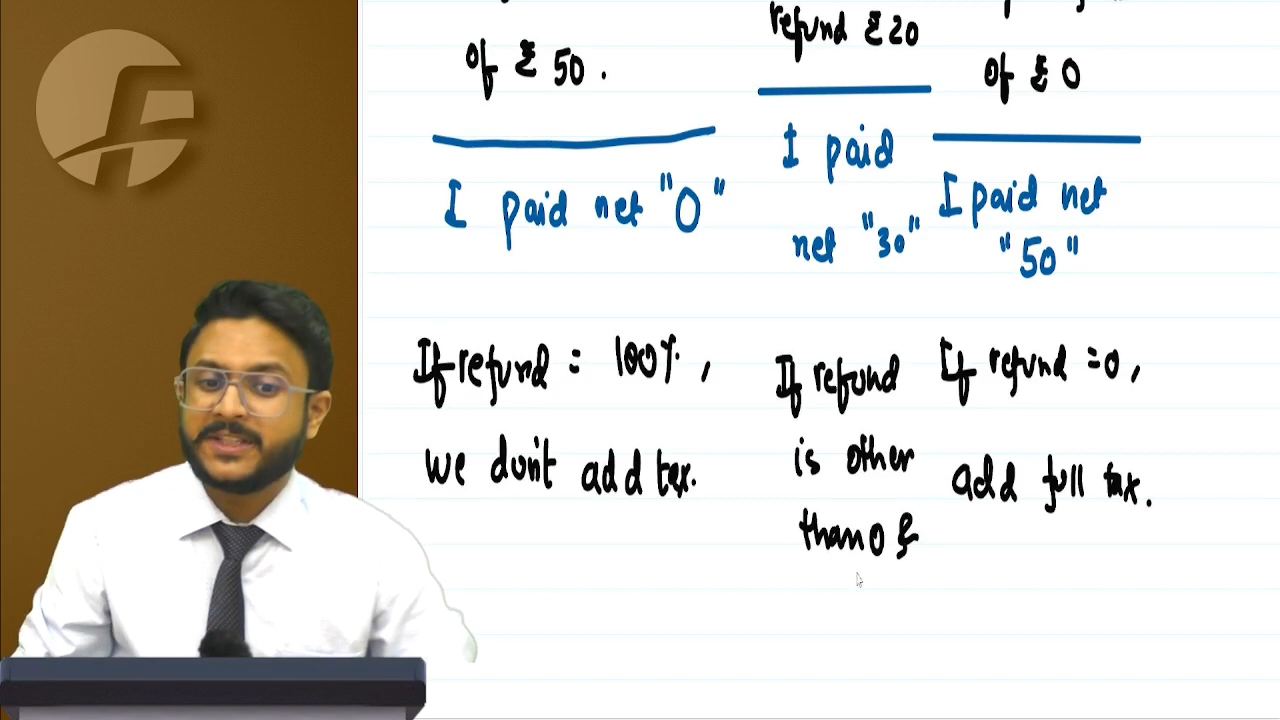 of ₹ 50.
I paid net "0"
If refund = 100%,
we don't add tax.
refund ₹20
I paid
net "30"
If refund
is other
than 0 &
of ₹ 0
I paid net
"50"
If refund =0,
add full tax.